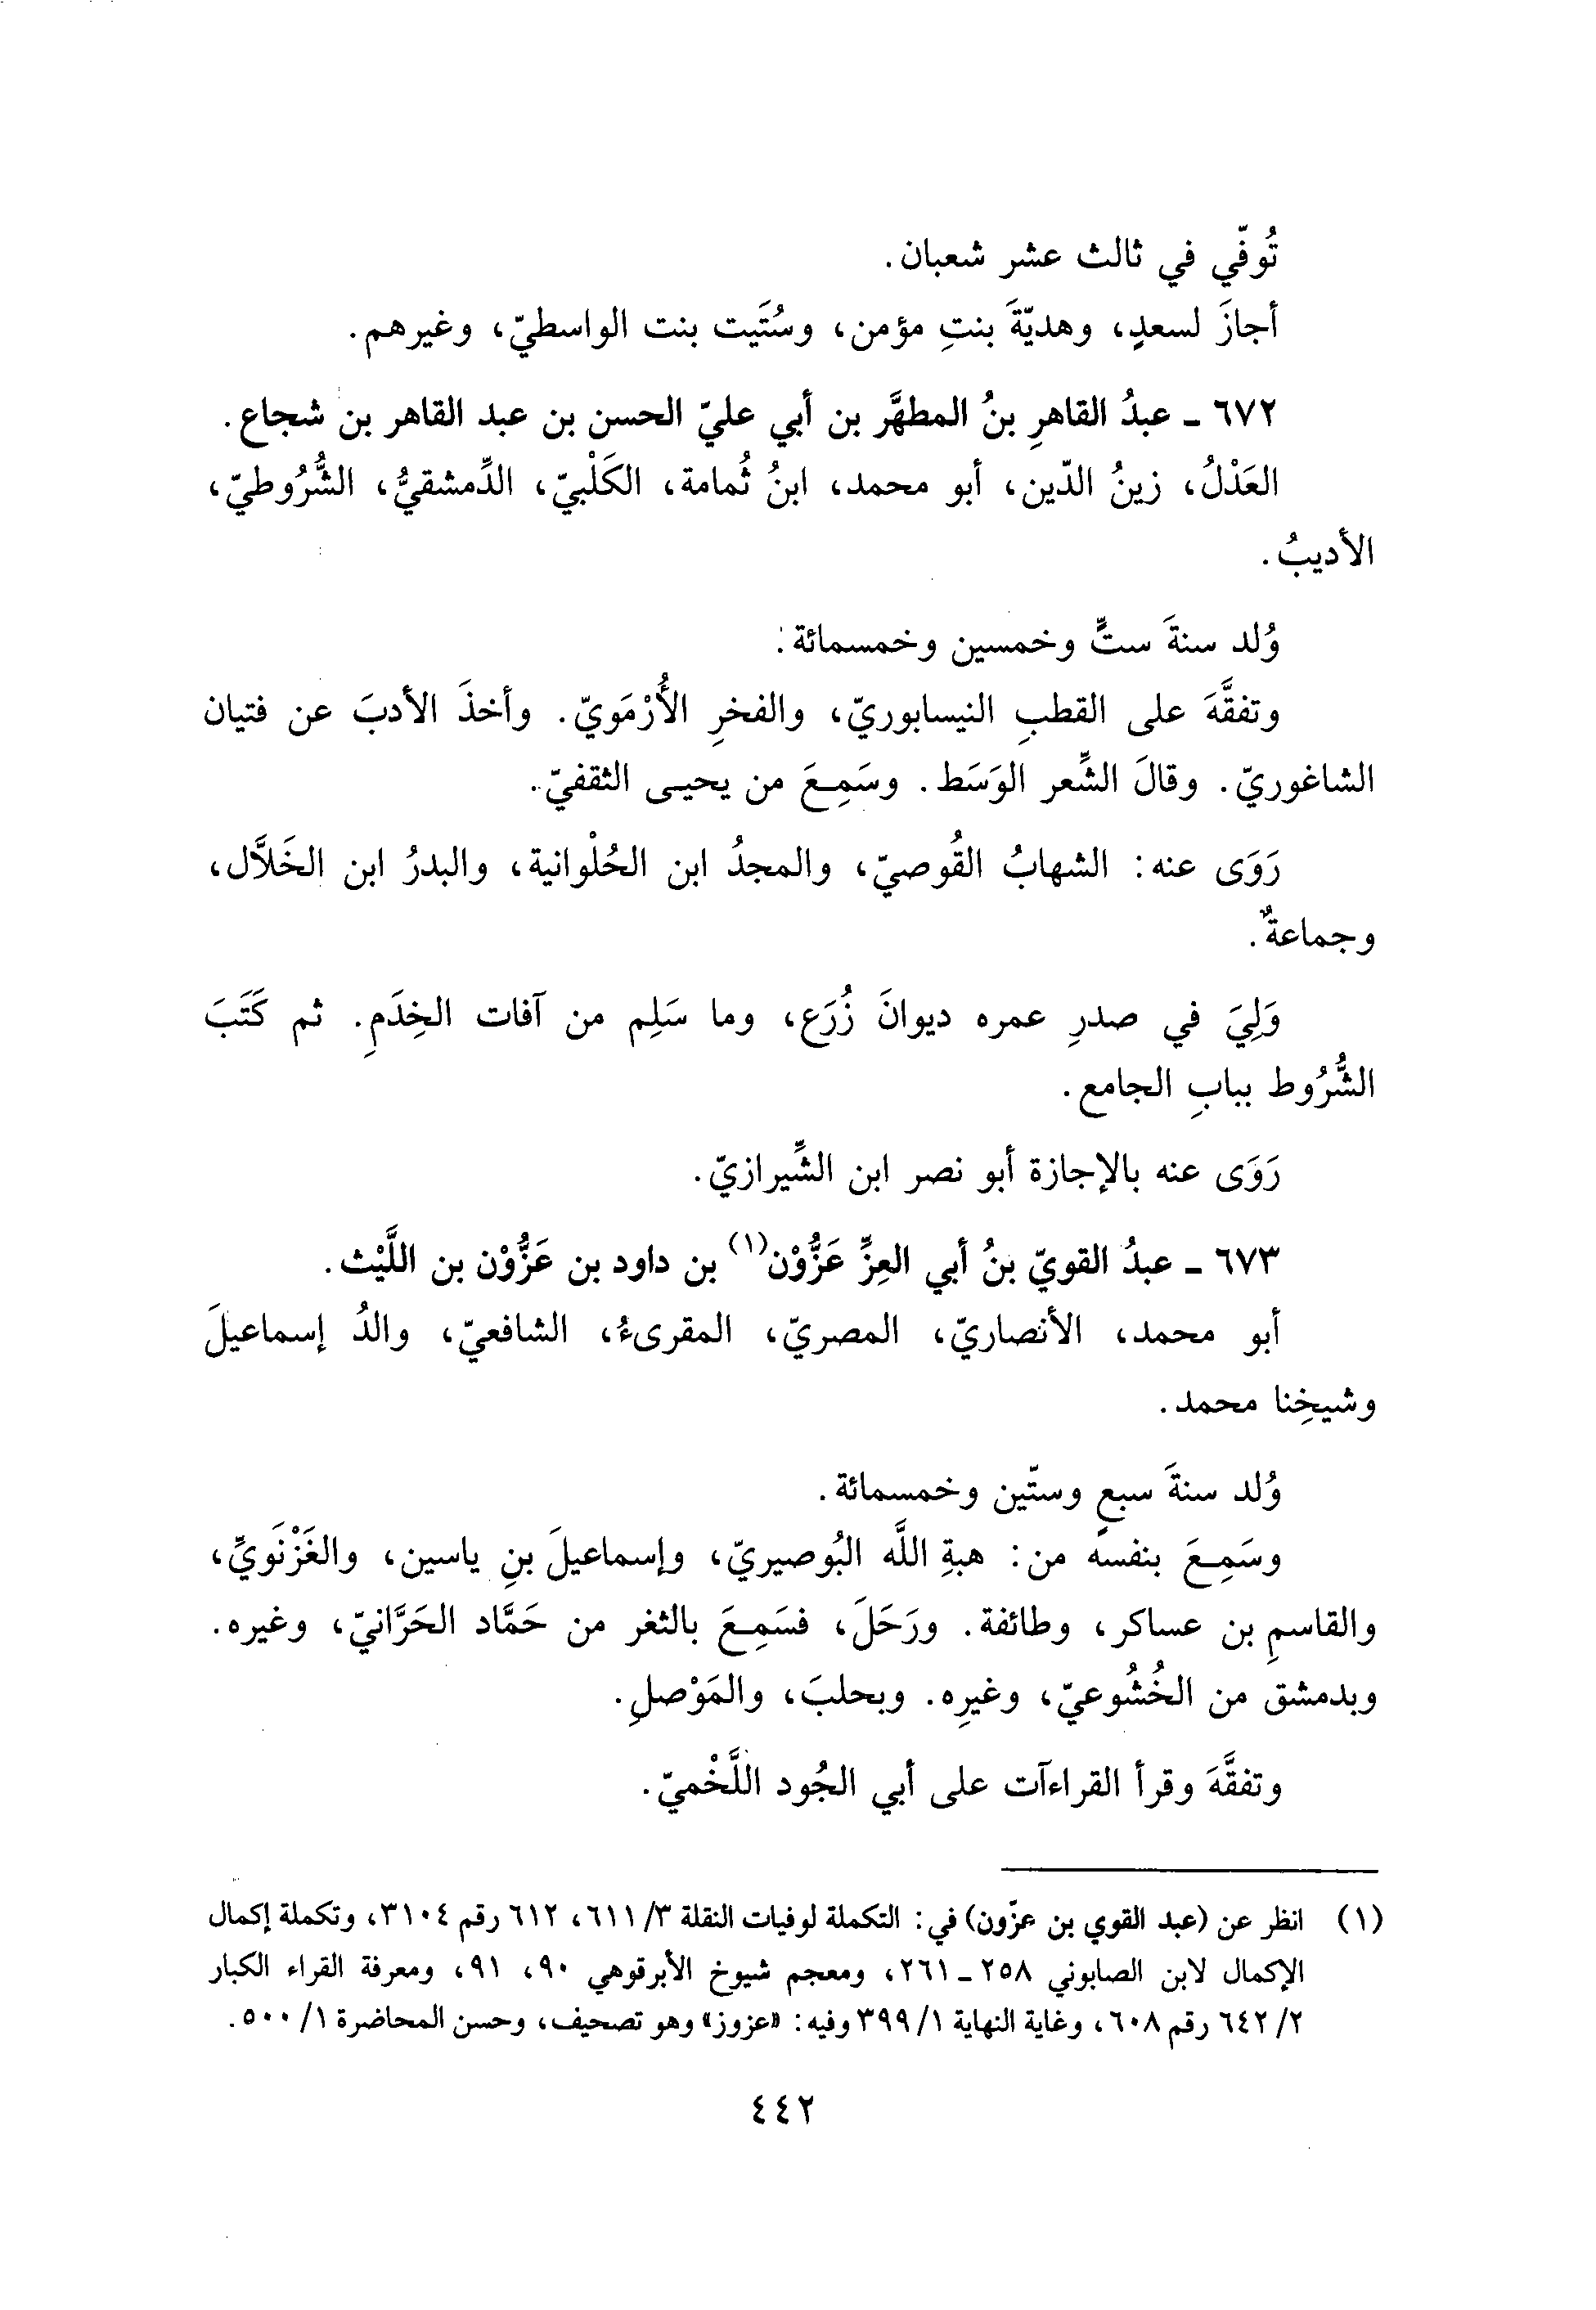 تُوفّي في ثالث عشر شعبان.
أجازَ لسعدٍ، وهديّةَ بنتِ مؤمن، وسُتَيت بنت الواسطيّ، وغيرهم.
٦٧٢ ـ عبدُ القاهرِ بنُ المطهَّر بن أبي عليّ الحسن بن عبد القاهر بن شجاع.
العَدْلُ، زينُ الدّين، أبو محمد، ابنُ ثُمامة، الكَلْبيّ، الدِّمشقيُّ، الشُّرُوطيّ،
الأديبُ.
وُلد سنةَ ستٍّ وخمسين وخمسمائة.
وتفقَّهَ على القطبِ النيسابوريّ، والفخرِ الأُرْمَويّ. وأخذَ الأدبَ عن فتيان
الشاغوريّ. وقالَ الشِّعر الوَسَط. وسَمِعَ من يحيى الثقفيّ.
رَوَى عنه: الشهابُ القُوصيّ، والمجدُ ابن الحُلْوانية، والبدرُ ابن الخَلاَّل،
وجماعةٌ.
وَلِيَ في صدرِ عمره ديوانَ زُرَع، وما سَلِم من آفات الخِدَمِ. ثم كَتَبَ
الشُّرُوط ببابِ الجامع.
رَوَى عنه بالإجازة أبو نصر ابن الشِّيرازيّ.
٦٧٣ ـ عبدُ القويّ بنُ أبي العِزِّ عَزُّوْن(١) بن داود بن عَزُّوْن بن اللَّيْث.
أبو محمد، الأنصاريّ، المصريّ، المقرىءُ، الشافعيّ، والدُ إسماعيلَ
وشيخِنا محمد.
وُلد سنةَ سبعٍ وستّين وخمسمائة.
وسَمِعَ بنفسه من: هبةِ اللَّه البُوصيريّ، وإسماعيلَ بنِ ياسين، والغَزْنَويِّ،
والقاسمِ بن عساكر، وطائفة. ورَحَلَ، فسَمِعَ بالثغر من حَمَّاد الحَرَّانيّ، وغيره.
وبدمشق من الخُشُوعيّ، وغيرِه. وبحلبَ، والمَوْصلِ.
وتفقَّهَ وقرأ القراءآت على أبي الجُود اللَّخْميّ.
(١) انظر عن (عبد القوي بن عزّون) في: التكملة لوفيات النقلة ٣/ ٦١١، ٦١٢ رقم ٣١٠٤، وتكملة إكمال
الإكمال لابن الصابوني ٢٥٨ ـ ٢٦١، ومعجم شيوخ الأبرقوهي ٩٠، ٩١، ومعرفة القراء الكبار
٢/ ٦٤٢ رقم ٦٠٨، وغاية النهاية ١/ ٣٩٩ وفيه: «عزوز» وهو تصحيف، وحسن المحاضرة ١/ ٥٠٠.
٤٤٢